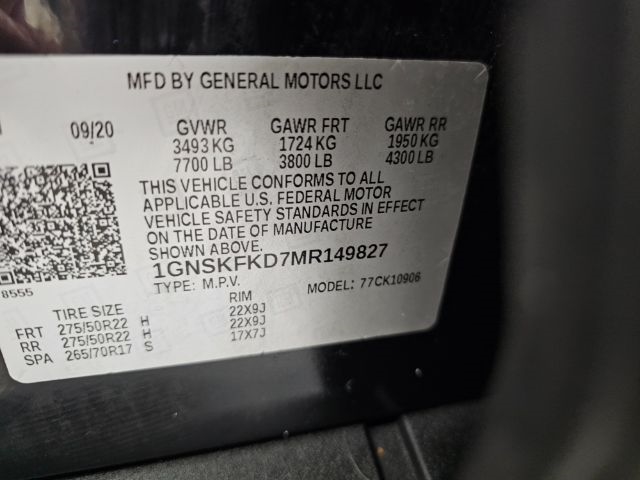 MFD BY GENERAL MOTORS LLC
09/20 GVWR GAWR FRT GAWR RR
3493 KG 1724 KG 1950 KG
7700 LB 3800 LB 4300 LB
THIS VEHICLE CONFORMS TO ALL
APPLICABLE U.S. FEDERAL MOTOR
VEHICLE SAFETY STANDARDS IN EFFECT
ON THE DATE OF MANUFACTURE
SHOWN ABOVE.
1GNSKFKD7MR149827
8555 TYPE: M.P.V. MODEL: 77CK10906
TIRE SIZE RIM
FRT 275/50R22 H 22X9J
RR 275/50R22 H 22X9J
SPA 265/70R17 S 17X7J